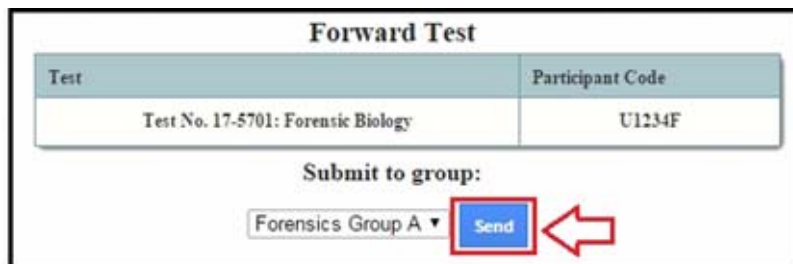 Forward Test
Test Participant Code
Test No. 17-5701: Forensic Biology U1234F
Submit to group:
Forensics Group A Send